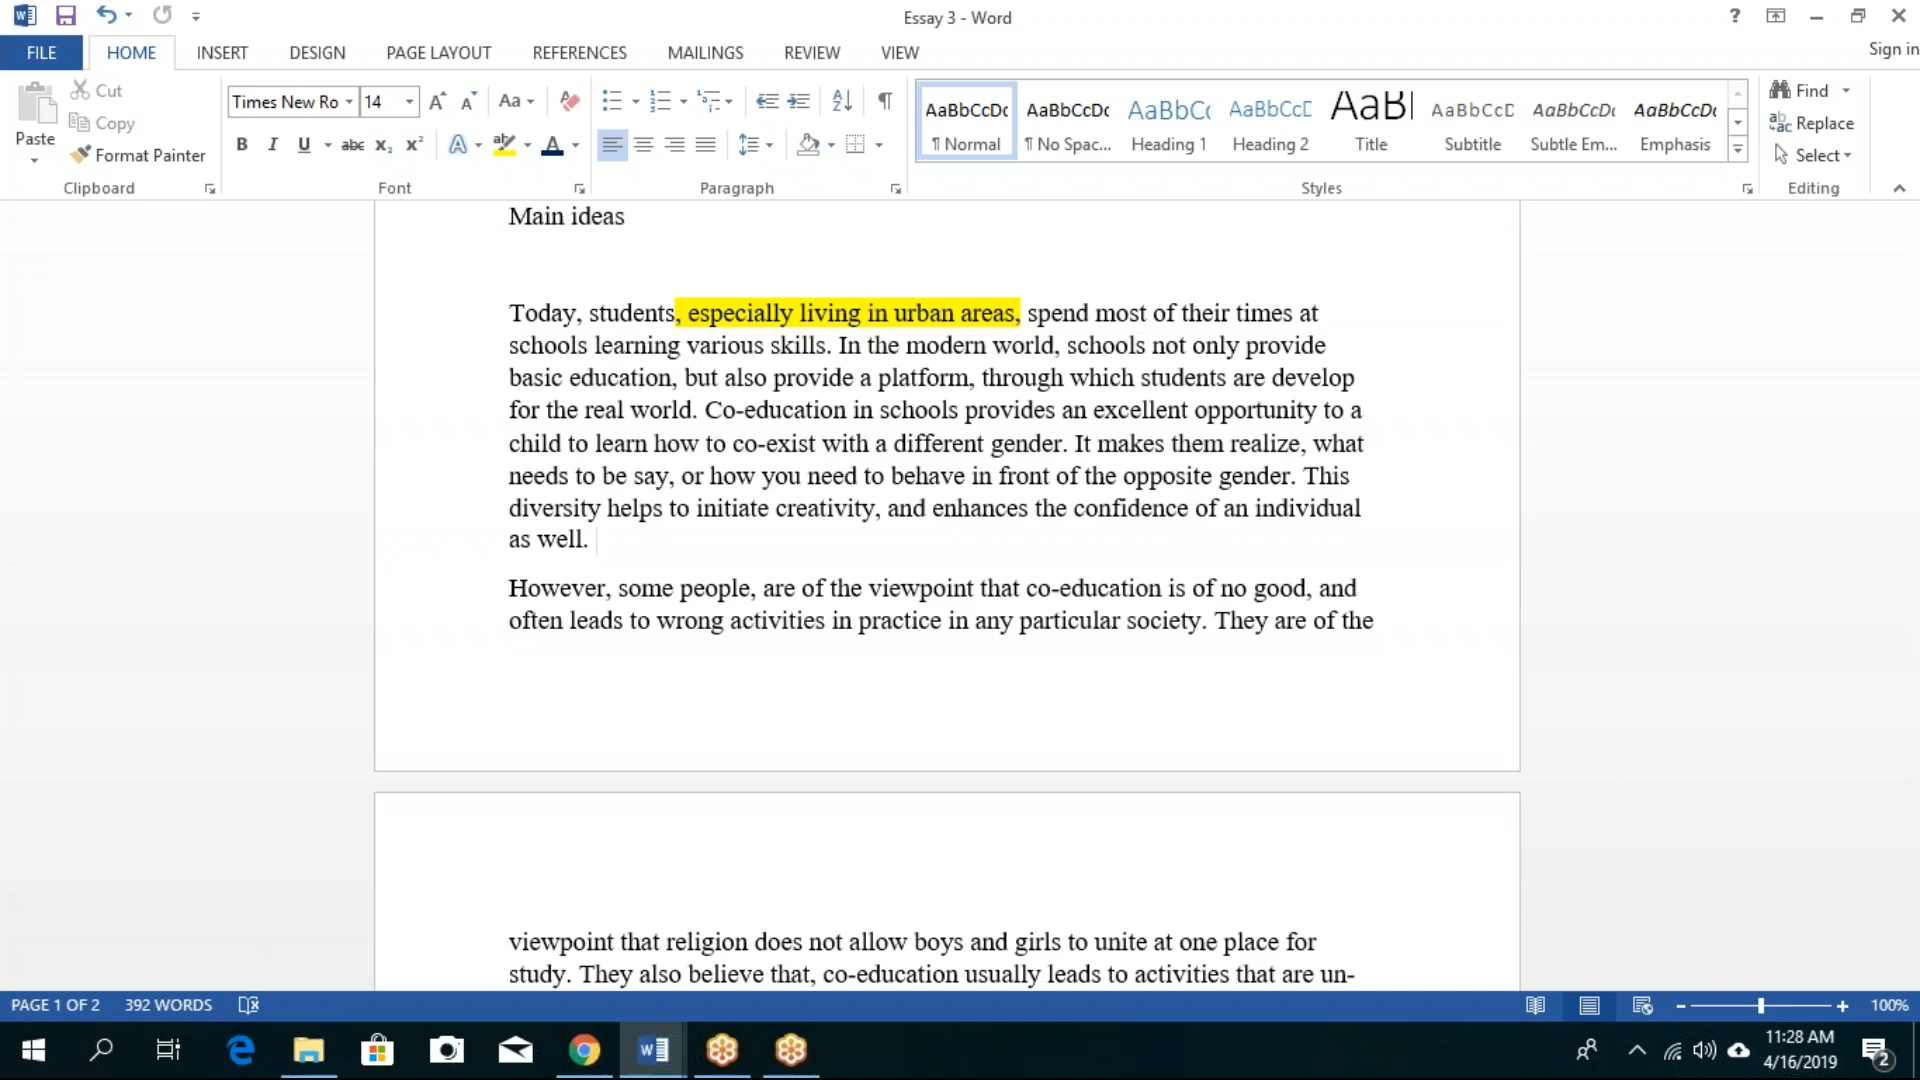 Essay 3 - Word
FILE HOME INSERT DESIGN PAGE LAYOUT REFERENCES MAILINGS REVIEW VIEW Sign in
Paste
Cut
Copy
Format Painter
Clipboard
Times New Ro 14
Aa
B I U abc x₂ x²
Font
Paragraph
AaBbCcDc AaBbCcDc AaBbCc AaBbCcD AaBl AaBbCcD AaBbCcDc AaBbCcDc
¶ Normal ¶ No Spac... Heading 1 Heading 2 Title Subtitle Subtle Em... Emphasis
Styles
Find
Replace
Select
Editing
Main ideas
Today, students, especially living in urban areas, spend most of their times at
schools learning various skills. In the modern world, schools not only provide
basic education, but also provide a platform, through which students are develop
for the real world. Co-education in schools provides an excellent opportunity to a
child to learn how to co-exist with a different gender. It makes them realize, what
needs to be say, or how you need to behave in front of the opposite gender. This
diversity helps to initiate creativity, and enhances the confidence of an individual
as well.
However, some people, are of the viewpoint that co-education is of no good, and
often leads to wrong activities in practice in any particular society. They are of the
viewpoint that religion does not allow boys and girls to unite at one place for
study. They also believe that, co-education usually leads to activities that are un-
PAGE 1 OF 2 392 WORDS 100%
11:28 AM
4/16/2019
2